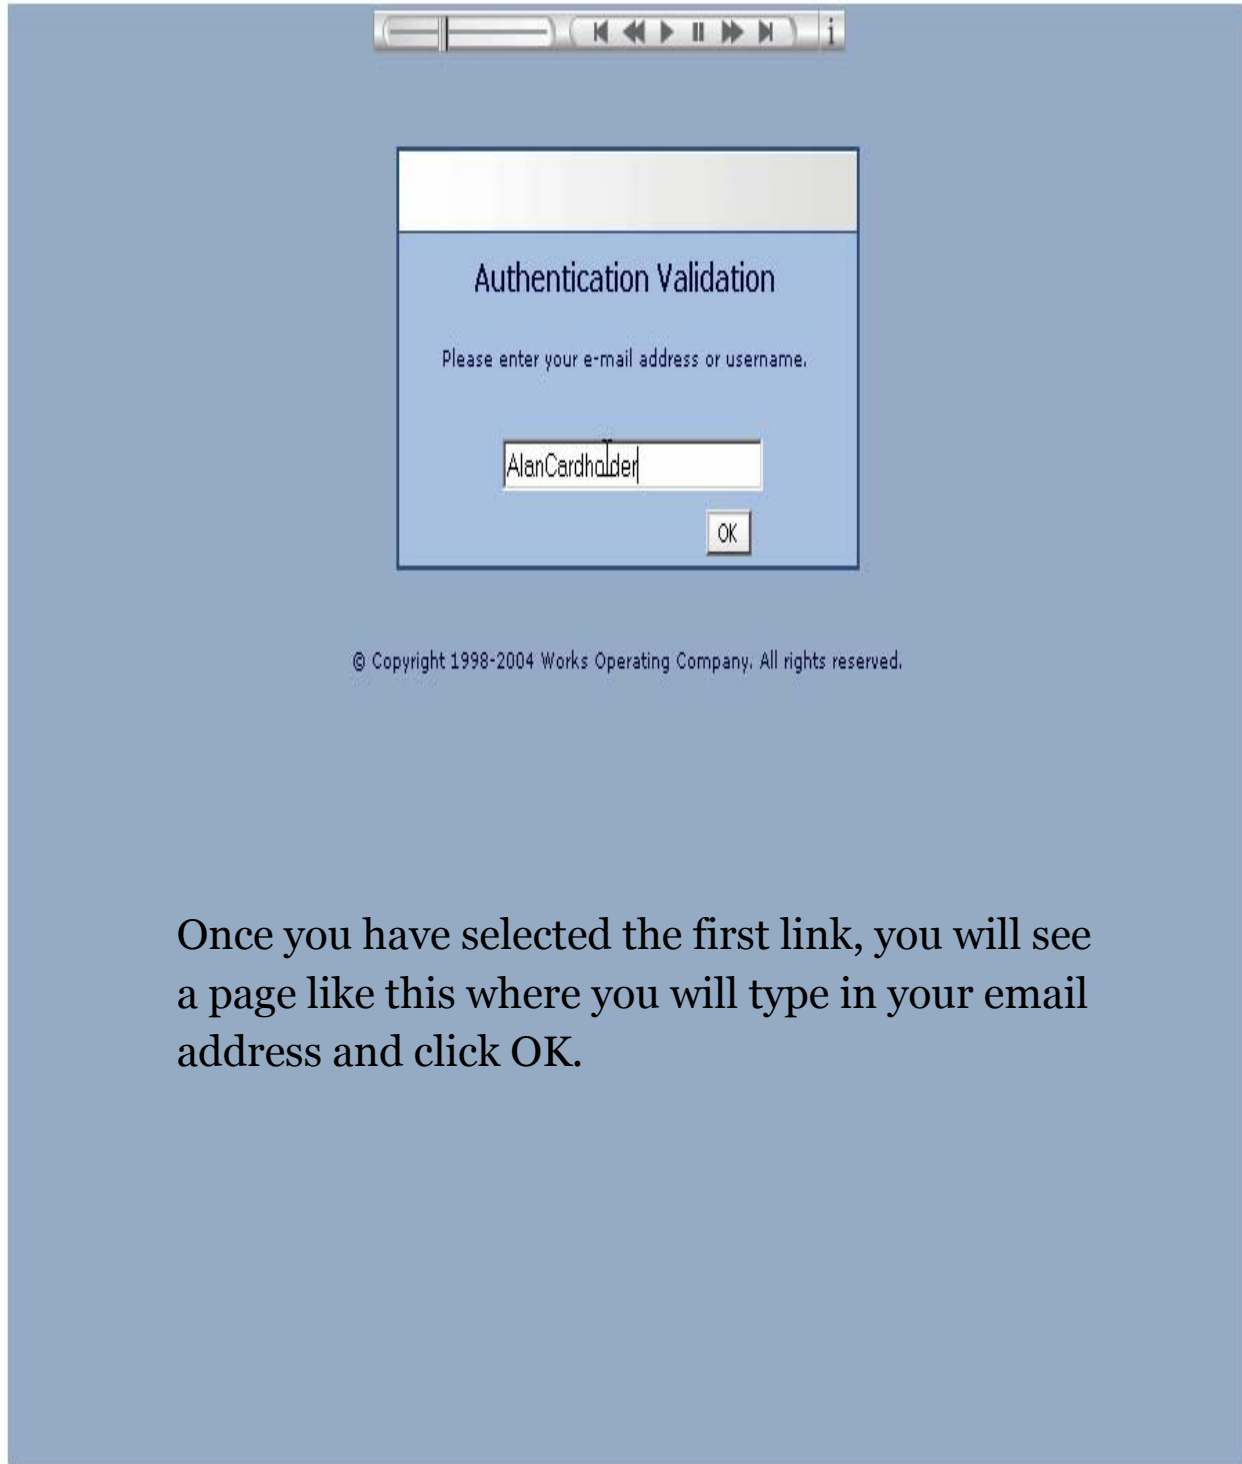 i
Authentication Validation
Please enter your e-mail address or username.
AlanCardholder
OK
© Copyright 1998-2004 Works Operating Company. All rights reserved.
Once you have selected the first link, you will see
a page like this where you will type in your email
address and click OK.